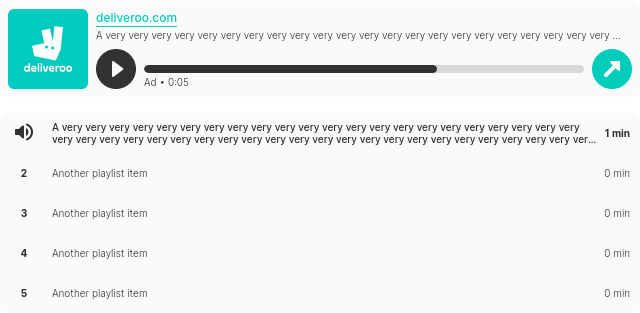 deliveroo.com
A very very very very very very very very very very very very very very very very very very very very very very ...
deliveroo
Ad • 0:05
A very very very very very very very very very very very very very very very very very very very very very very
very very very very very very very very very very very very very very very very very very very very very very ver...
1 min
2 Another playlist item 0 min
3 Another playlist item 0 min
4 Another playlist item 0 min
5 Another playlist item 0 min